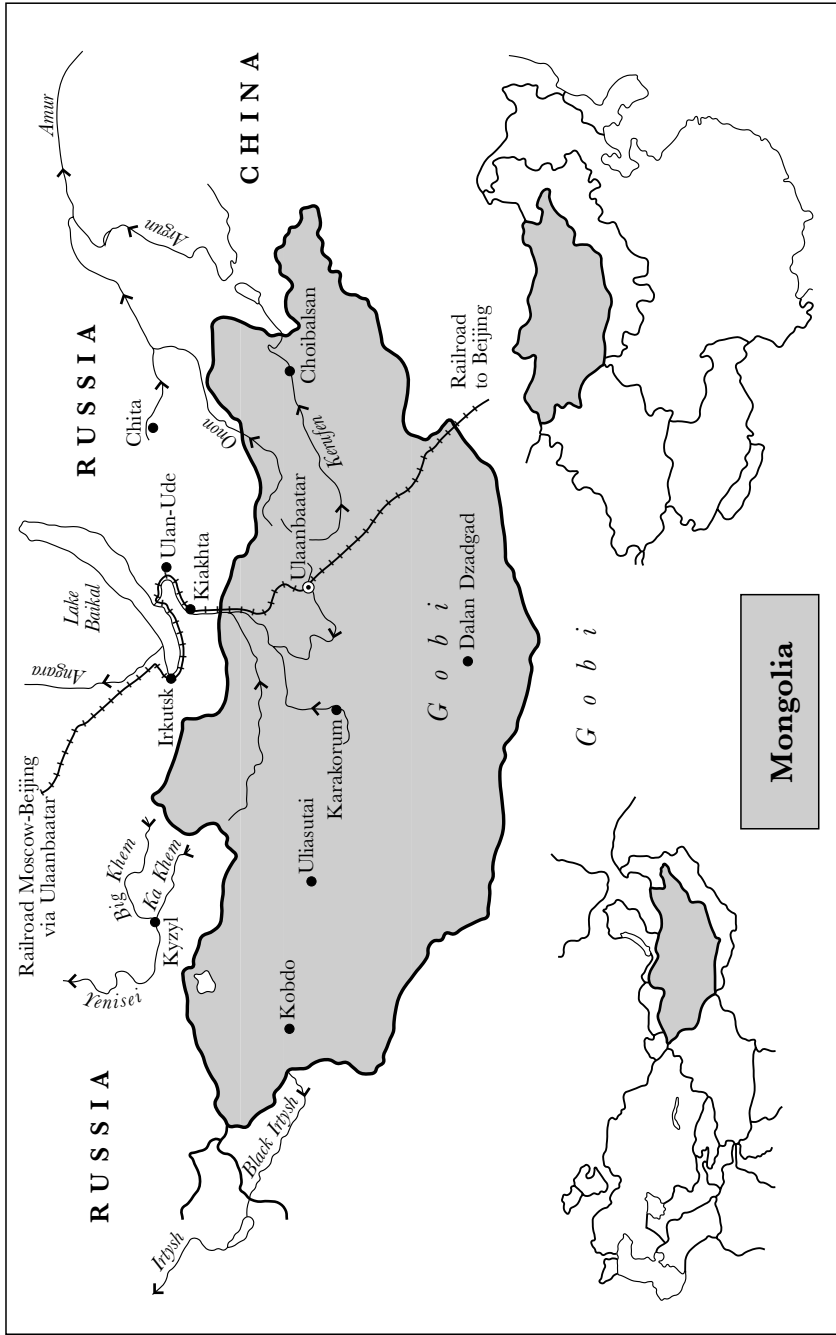 Railroad Moscow-Beijing
via Ulaanbaatar
RUSSIA
RUSSIA
CHINA
Irtysh
Black Irtysh
Yenisei
Big Khem
Ka Khem
Kyzyl
Angara
Lake
Baikal
Irkutsk
Ulan-Ude
Kiakhta
Chita
Onon
Amur
Argun
Kerulen
Choibalsan
Ulaanbaatar
Karakorum
Uliasutai
Kobdo
Gobi
Dalan Dzadgad
Gobi
Railroad
to Beijing
Mongolia